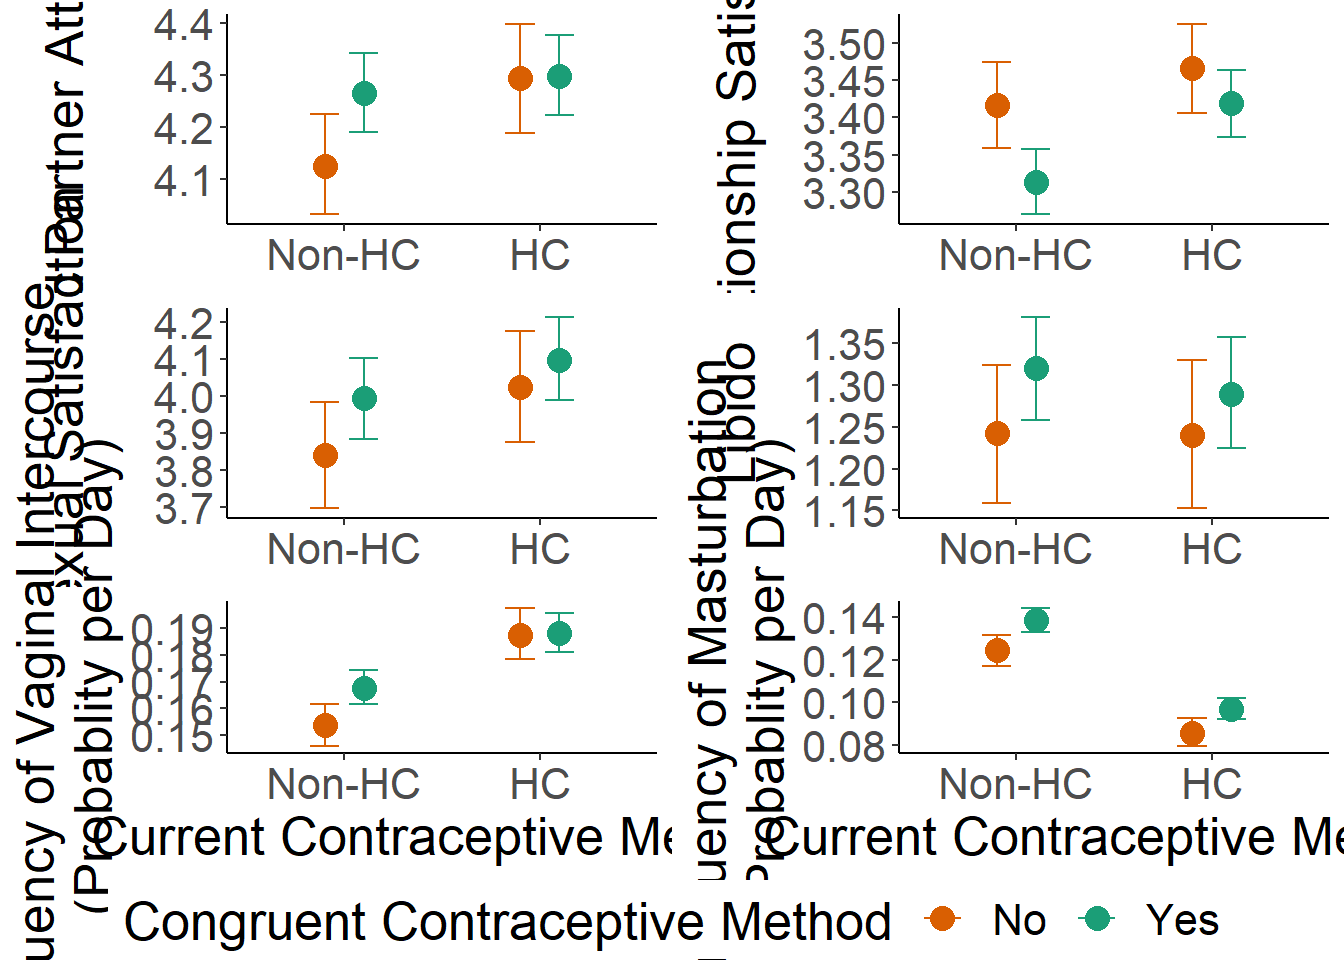 Partner Att
4.4
4.3
4.2
4.1
Non-HC HC
tionship Satis
3.50
3.45
3.40
3.35
3.30
Non-HC HC
xual Satisfaction
4.2
4.1
4.0
3.9
3.8
3.7
Non-HC HC
Libido
1.35
1.30
1.25
1.20
1.15
Non-HC HC
uency of Vaginal Intercourse
(Probablity per Day)
0.19
0.18
0.17
0.16
0.15
Non-HC HC
Current Contraceptive Me
uency of Masturbation
Probablity per Day)
0.14
0.12
0.10
0.08
Non-HC HC
Current Contraceptive Me
Congruent Contraceptive Method No Yes